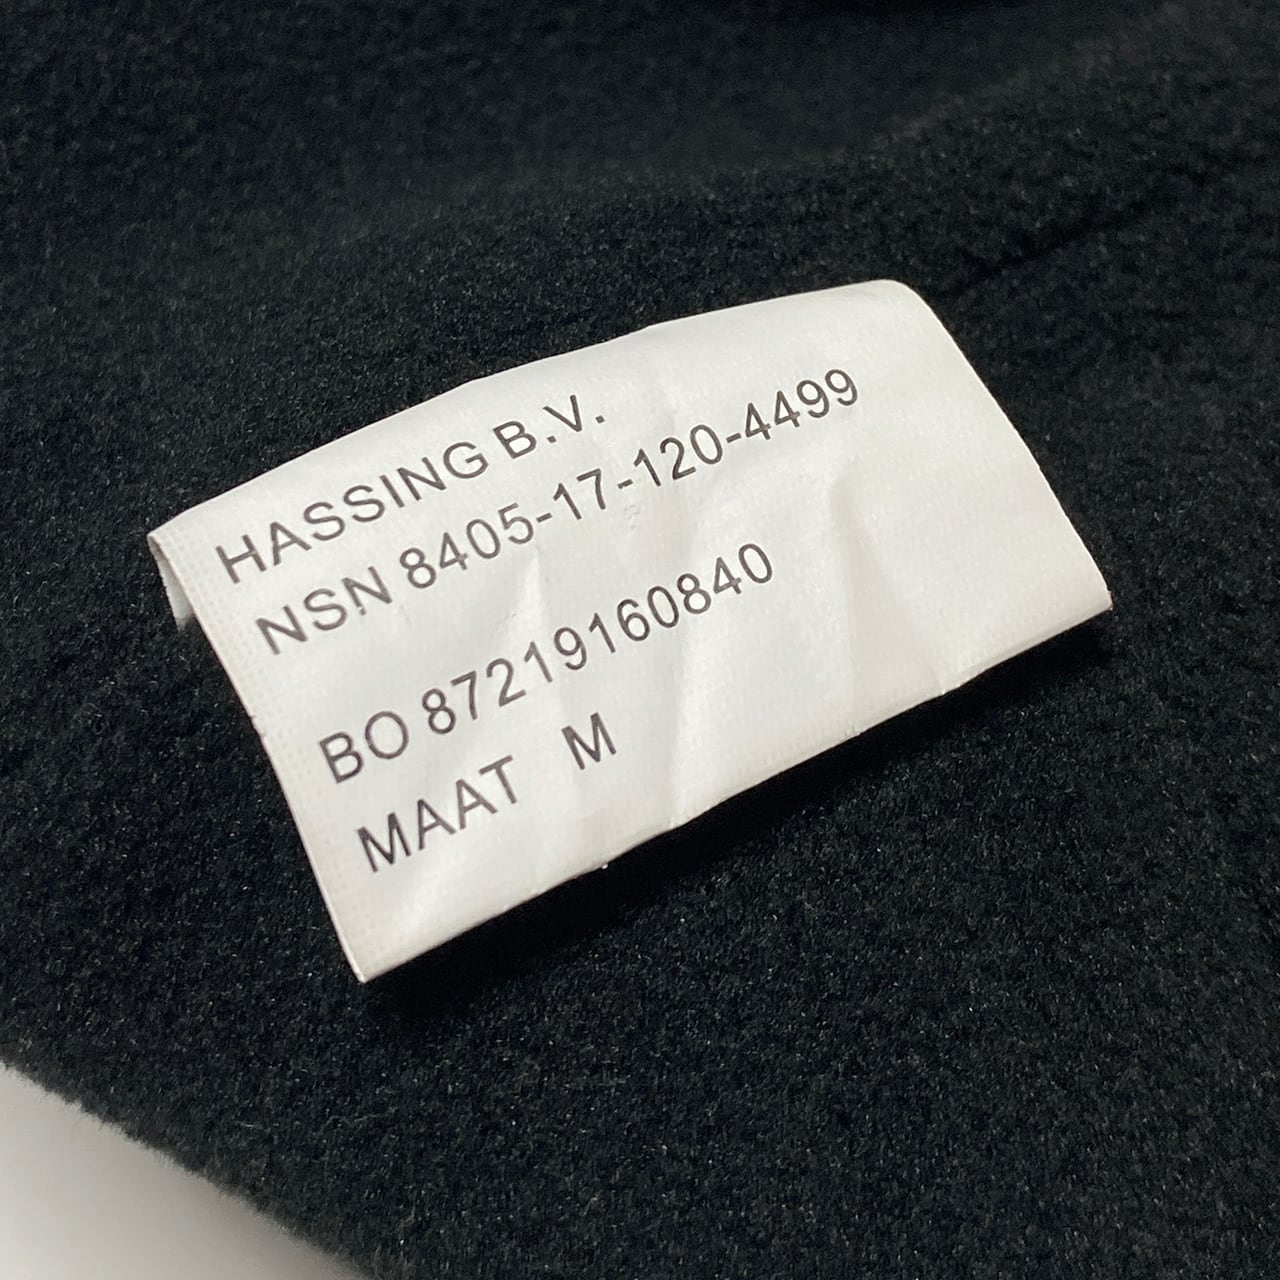 HASSING B.V.
NSN 8405-17-120-4499
BO 87219160840
MAAT M